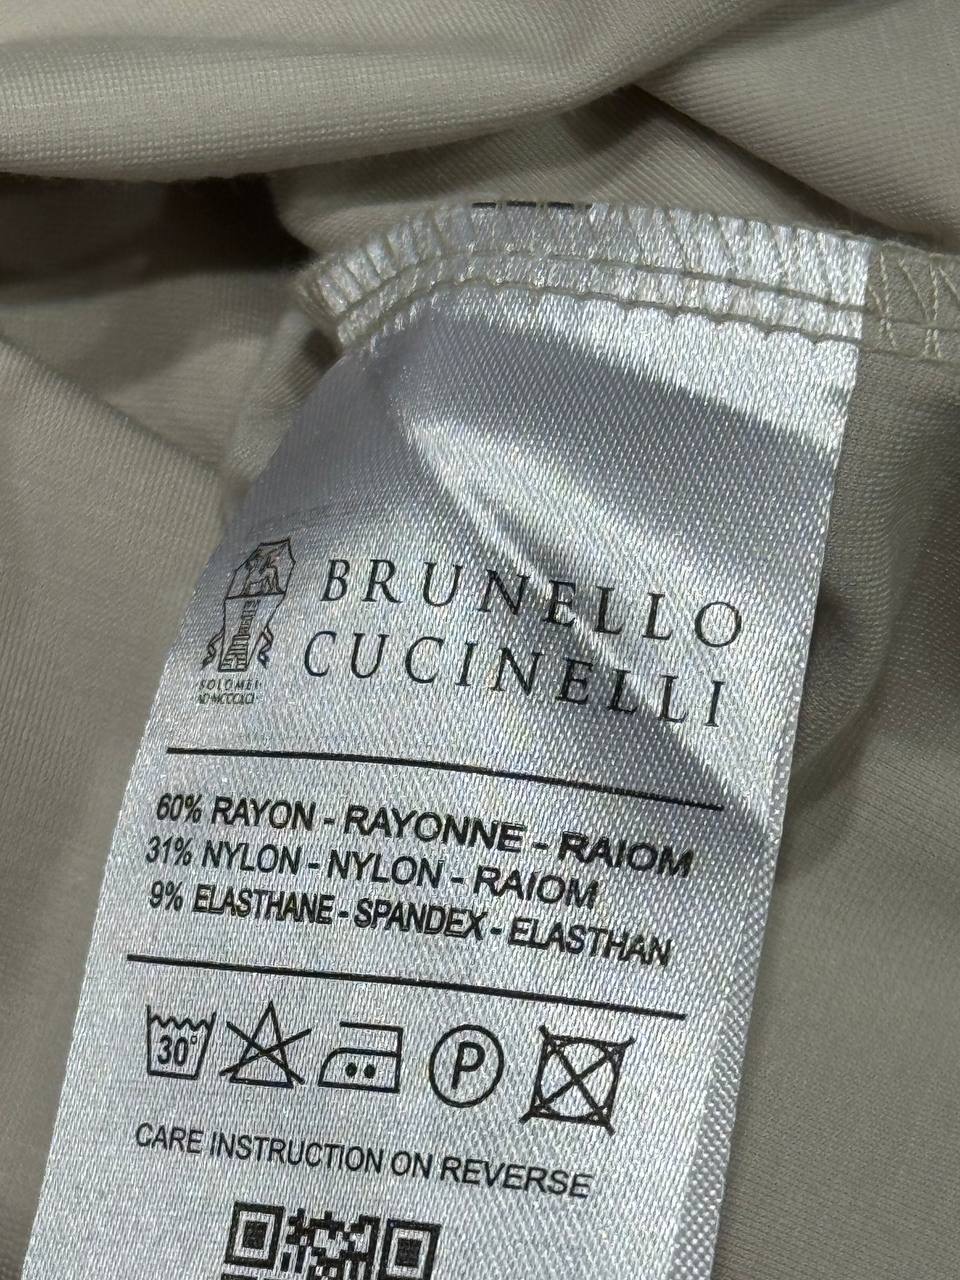 BRUNELLO
CUCINELLI
SOLOMEI
60% RAYON - RAYONNE - RAIOM
31% NYLON - NYLON - RAIOM
9% ELASTHANE - SPANDEX - ELASTHAN
30°
P
CARE INSTRUCTION ON REVERSE